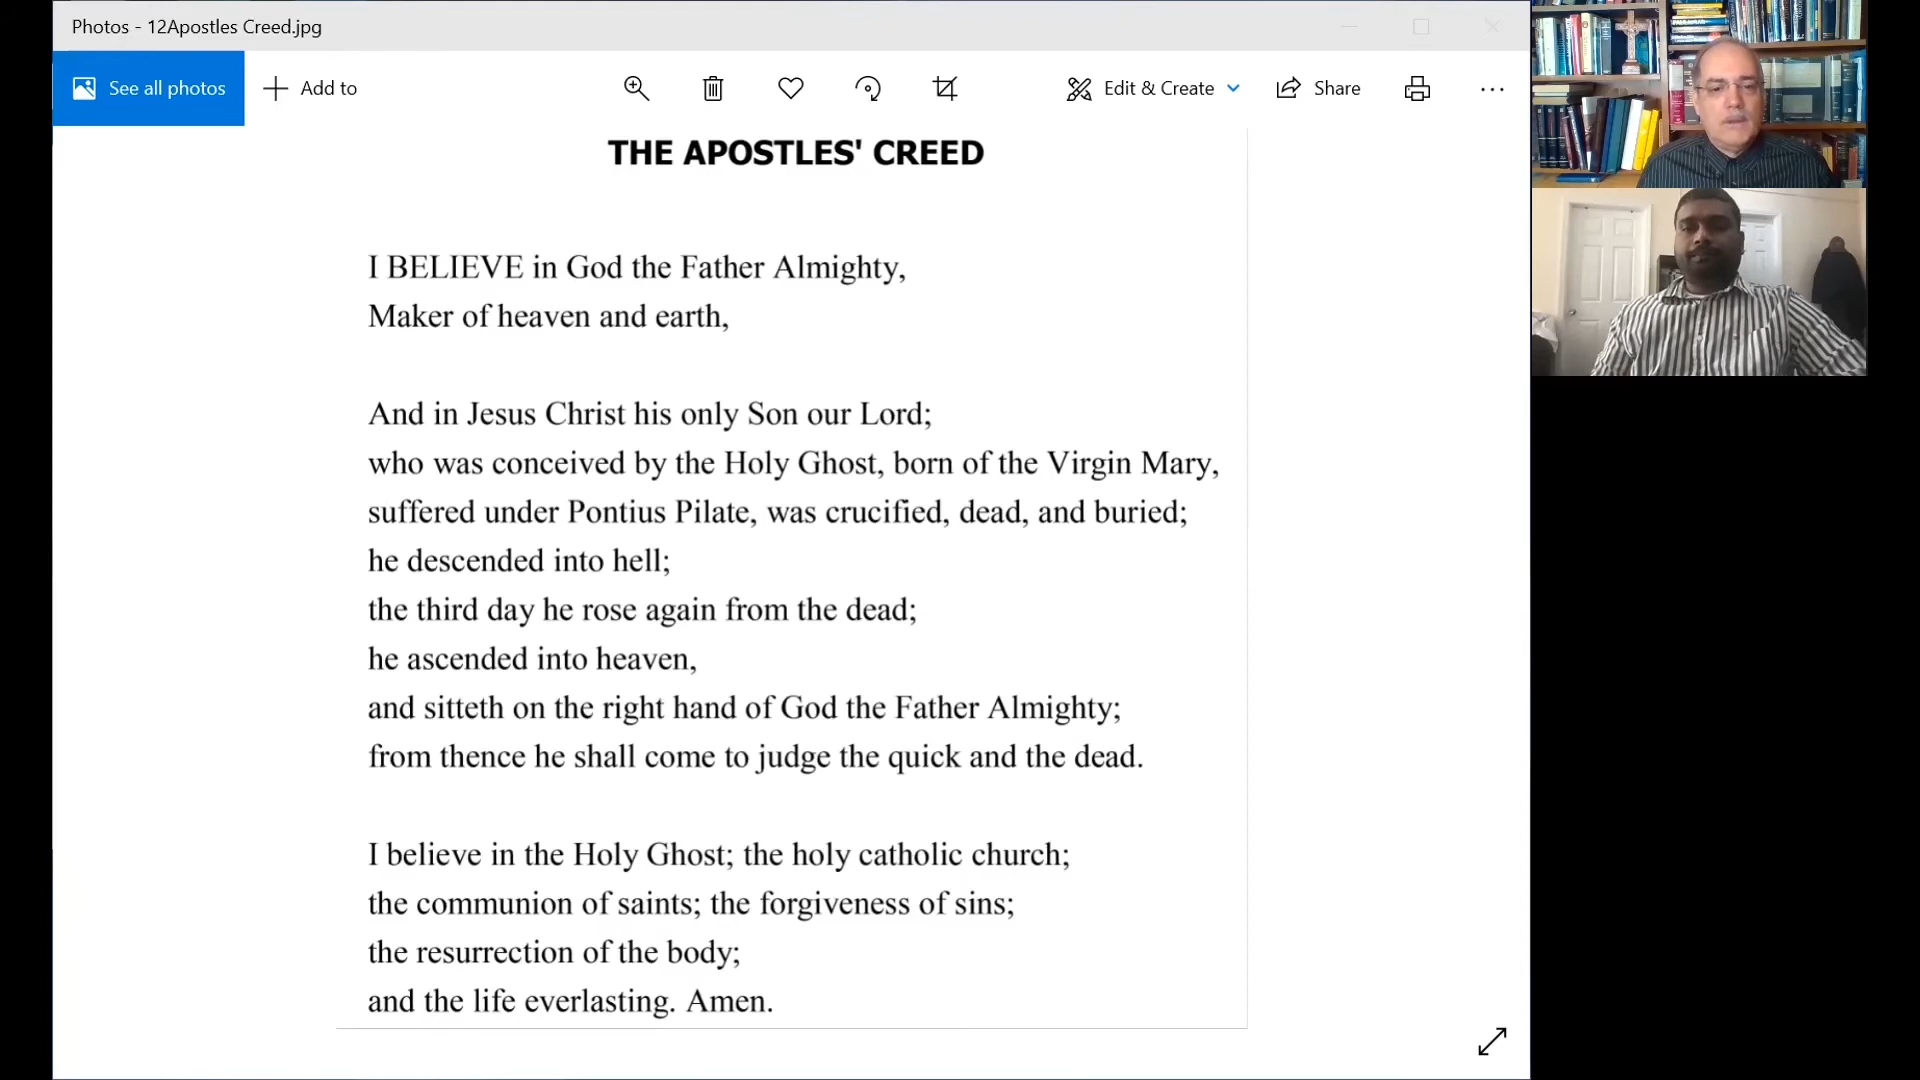 Photos - 12Apostles Creed.jpg
See all photos
Add to
Edit & Create
Share
THE APOSTLES' CREED
I BELIEVE in God the Father Almighty,
Maker of heaven and earth,
And in Jesus Christ his only Son our Lord;
who was conceived by the Holy Ghost, born of the Virgin Mary,
suffered under Pontius Pilate, was crucified, dead, and buried;
he descended into hell;
the third day he rose again from the dead;
he ascended into heaven,
and sitteth on the right hand of God the Father Almighty;
from thence he shall come to judge the quick and the dead.
I believe in the Holy Ghost; the holy catholic church;
the communion of saints; the forgiveness of sins;
the resurrection of the body;
and the life everlasting. Amen.